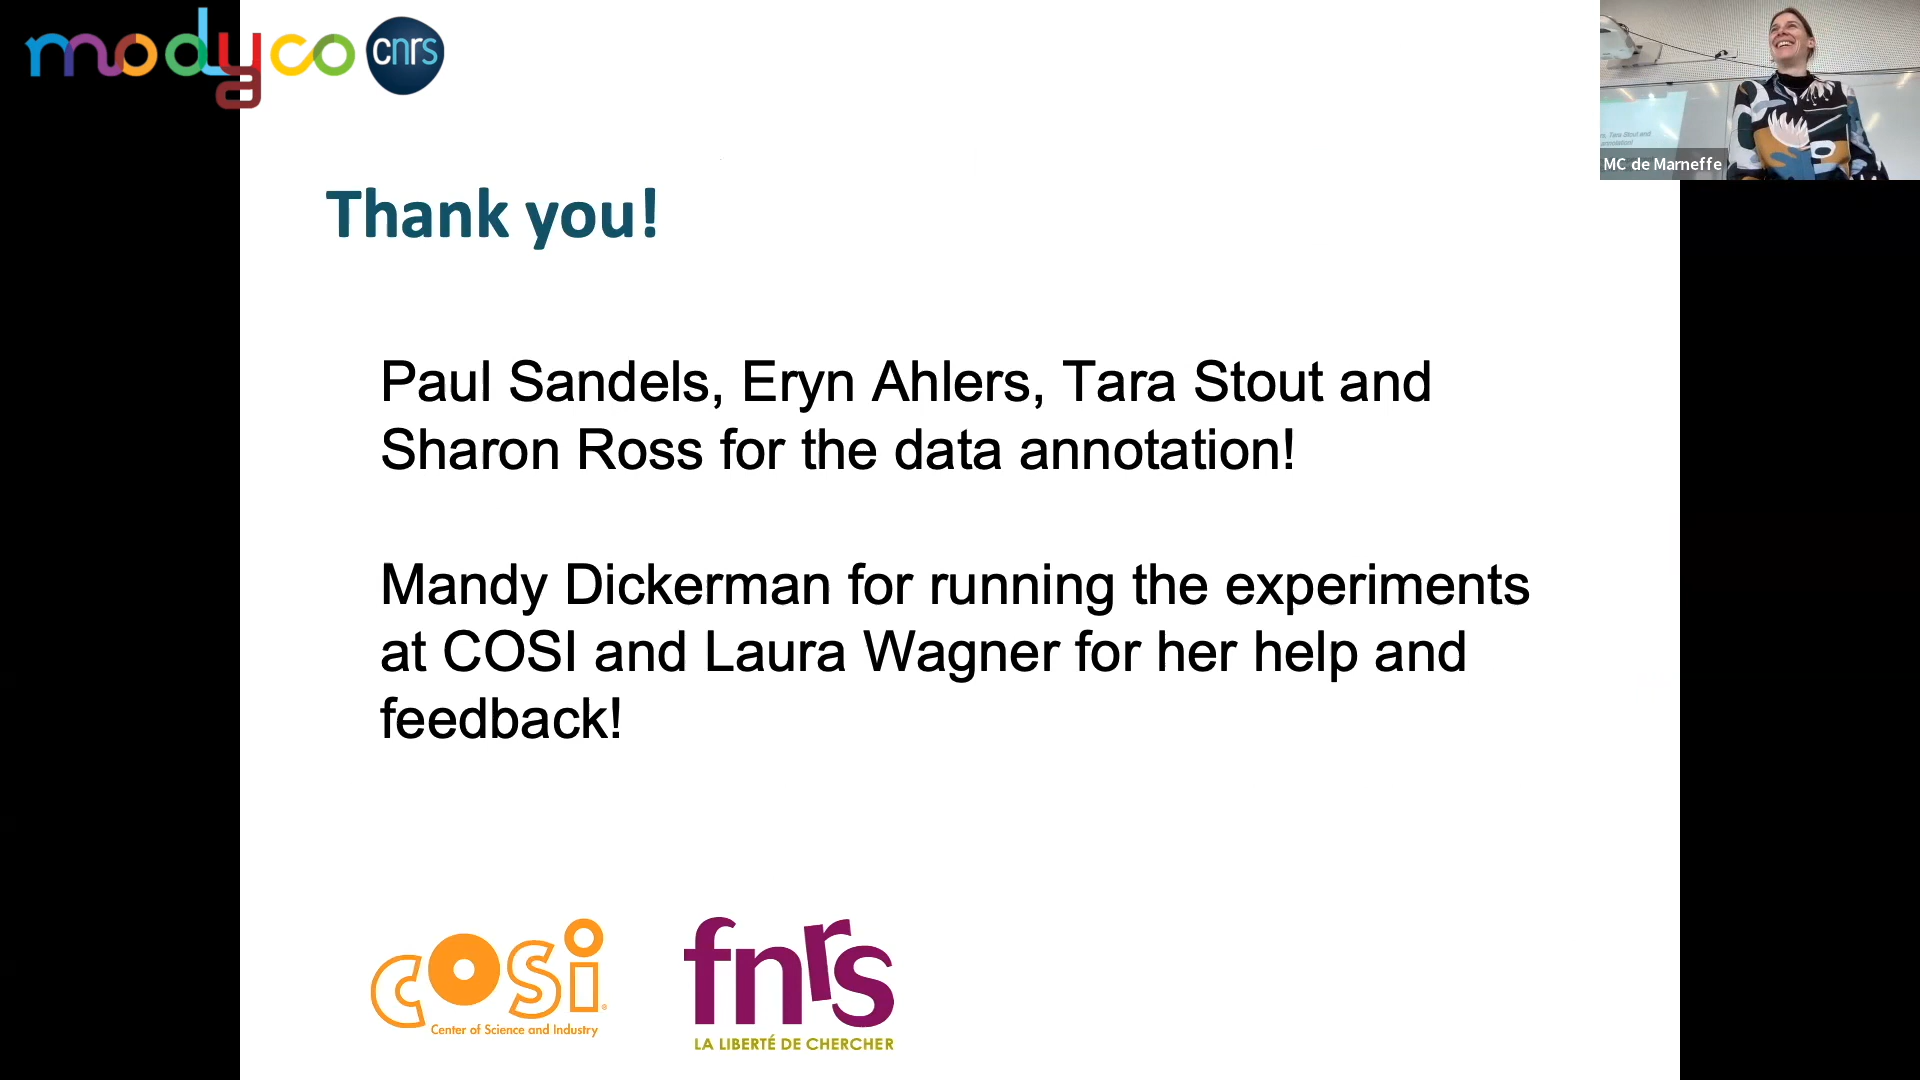 modyco
cnrs
MC de Marneffe
Thank you!
Paul Sandels, Eryn Ahlers, Tara Stout and
Sharon Ross for the data annotation!
Mandy Dickerman for running the experiments
at COSI and Laura Wagner for her help and
feedback!
cosi
Center of Science and Industry
fnrs
LA LIBERTÉ DE CHERCHER